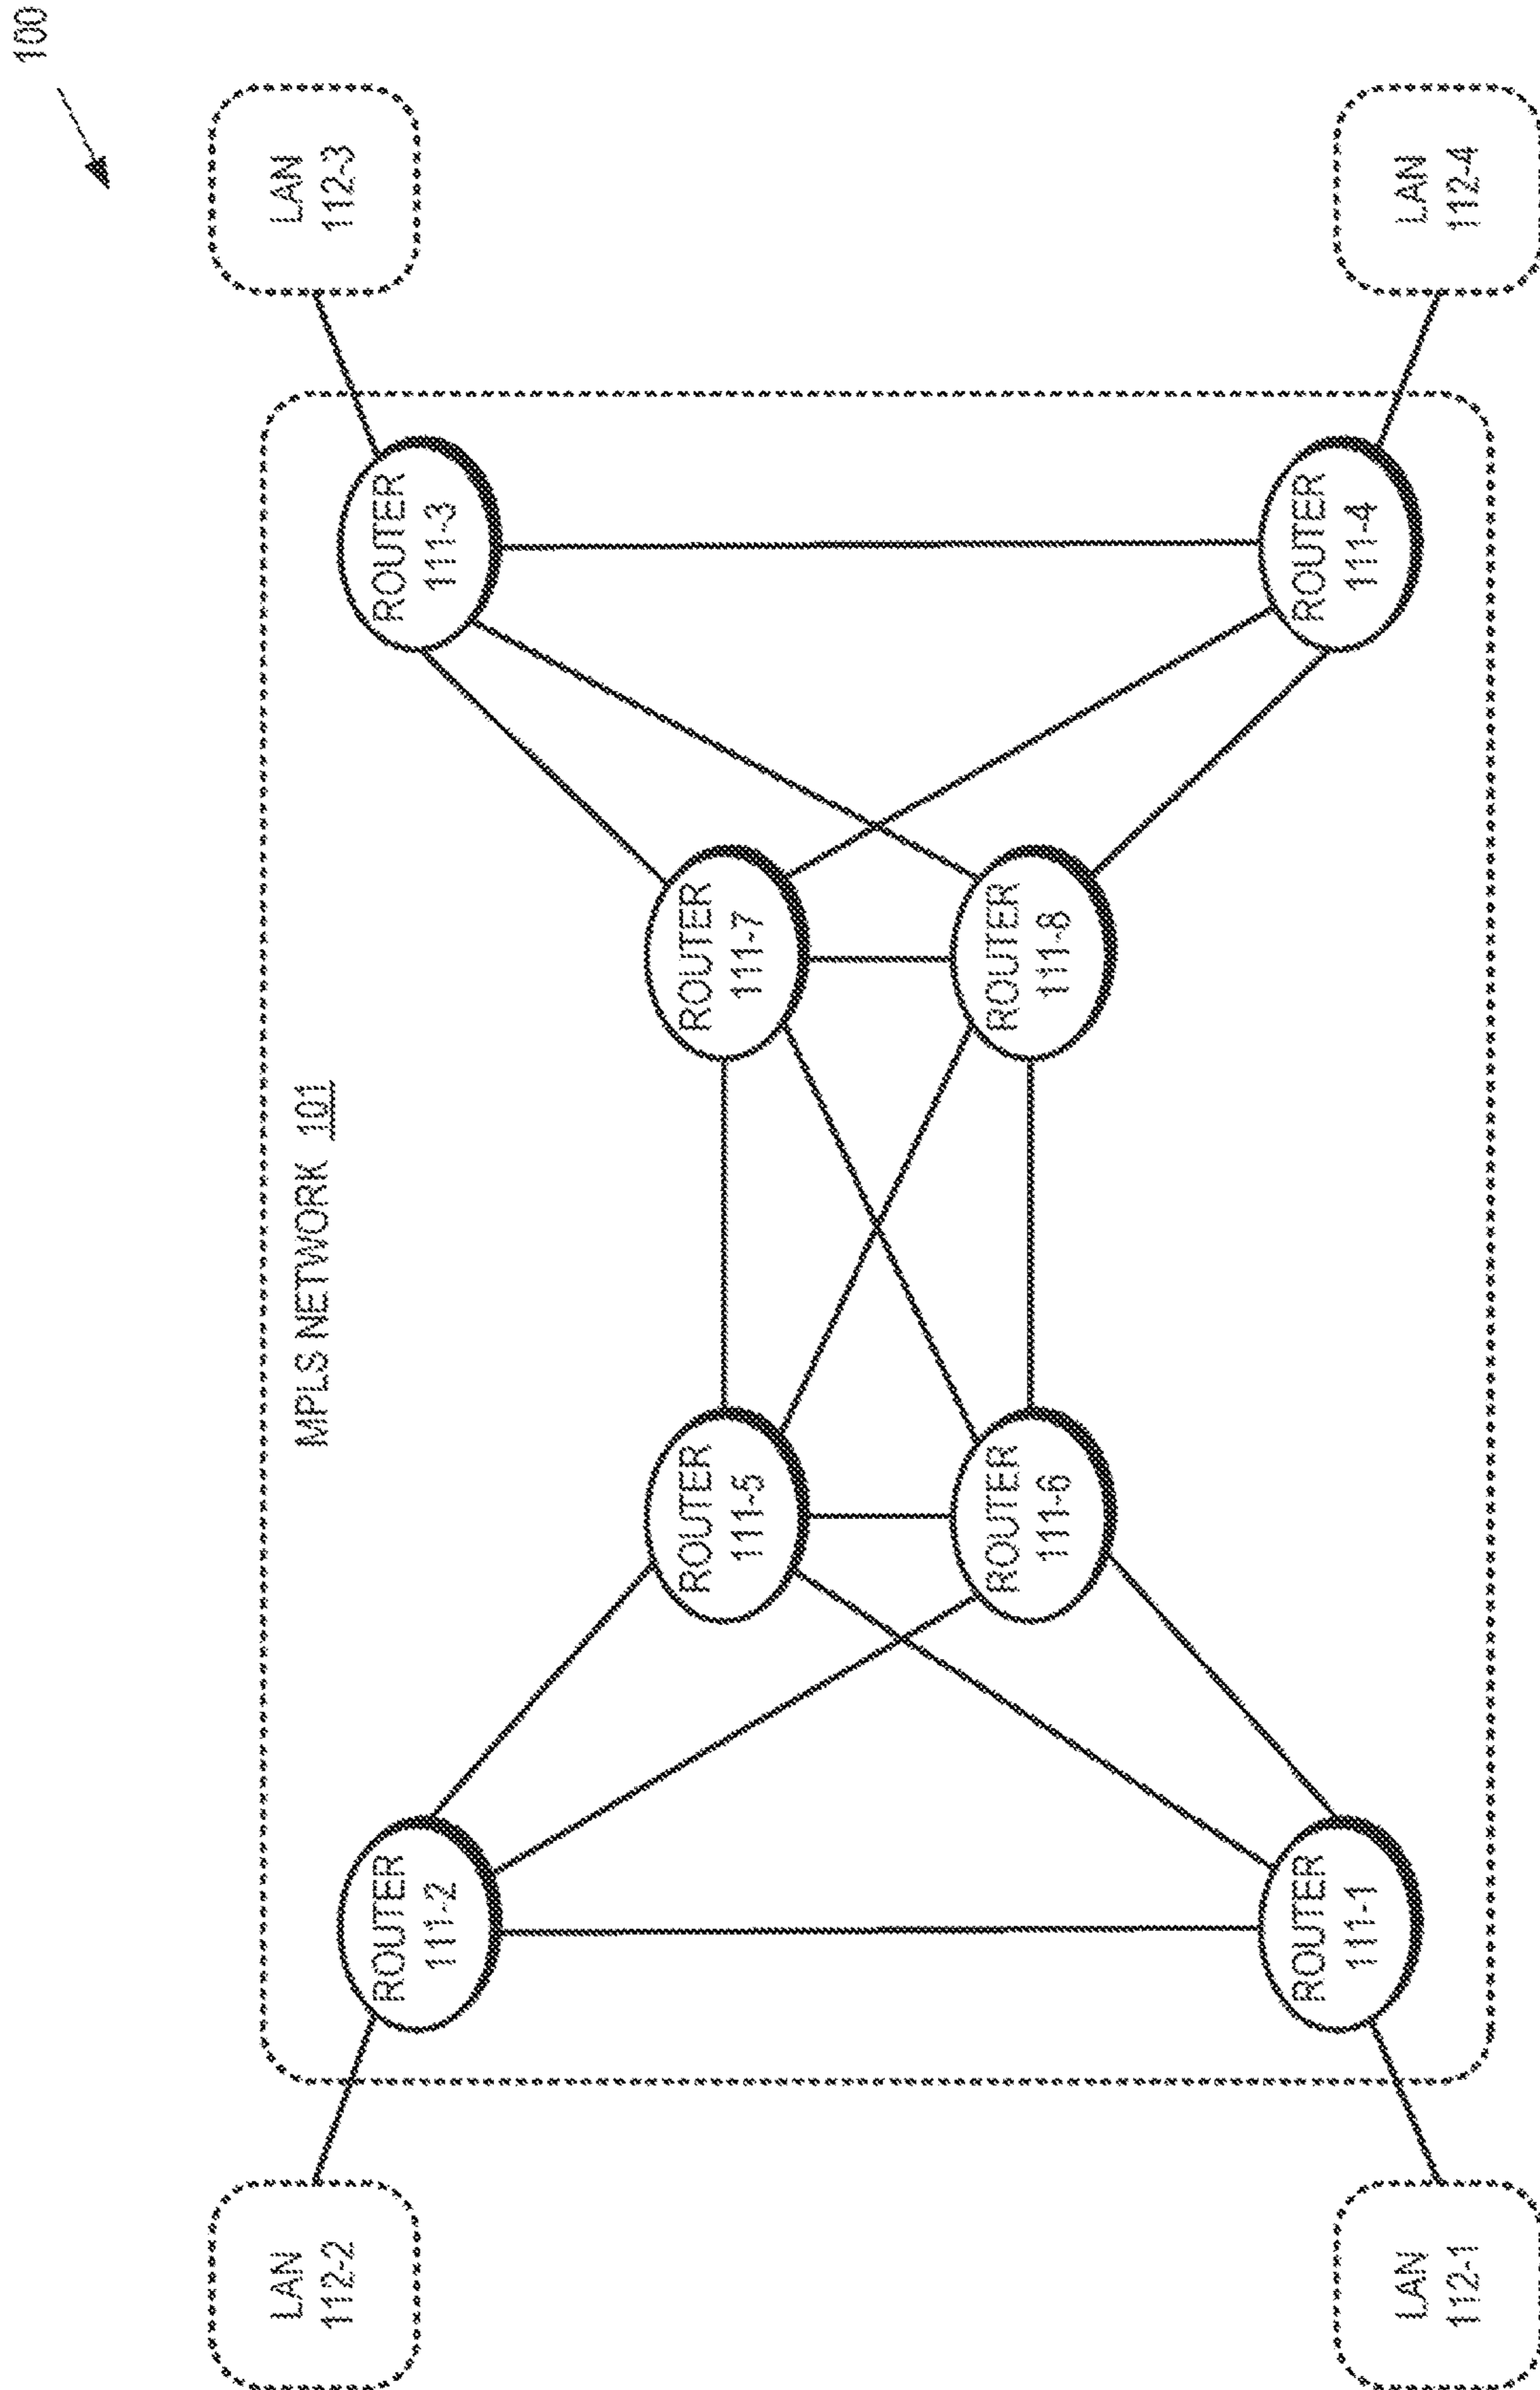 100
MPLS NETWORK 101
LAN
112-2
ROUTER
111-2
ROUTER
111-5
ROUTER
111-7
ROUTER
111-3
LAN
112-3
LAN
112-1
ROUTER
111-1
ROUTER
111-6
ROUTER
111-8
ROUTER
111-4
LAN
112-4